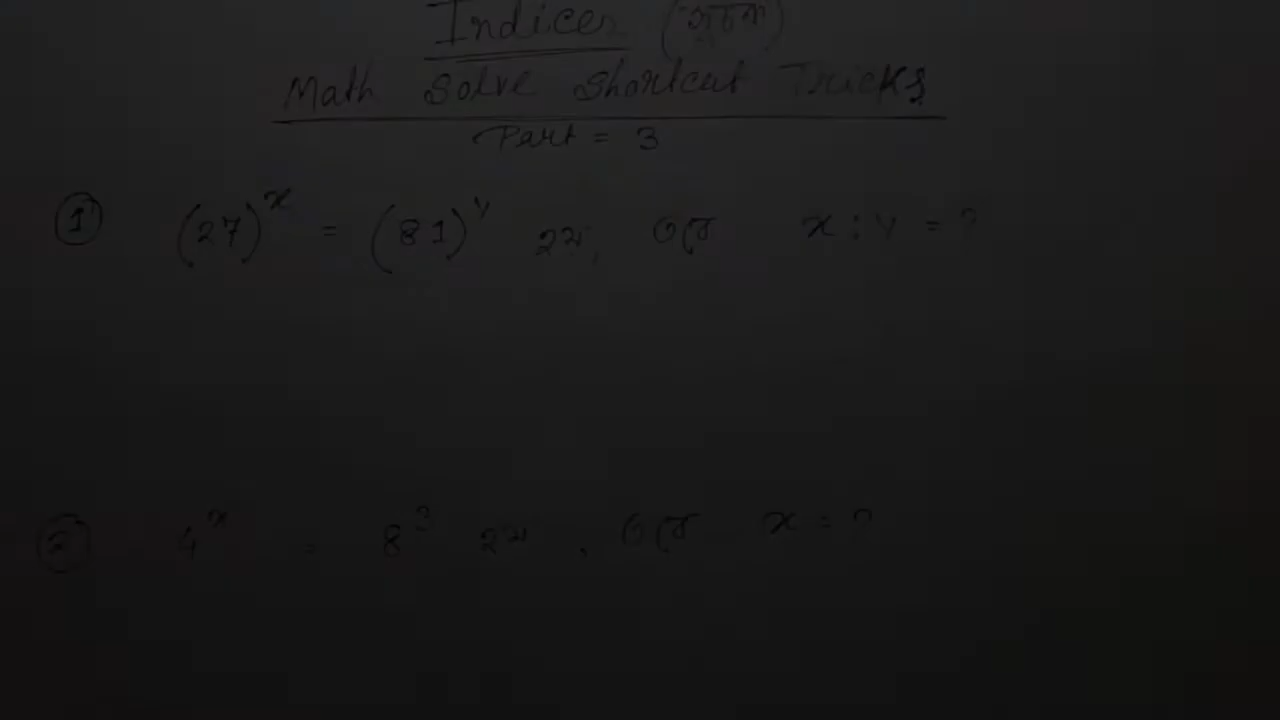 Indices (সূচক)
Math Solve Shortcut Tricks
Part = 3
① (27)^x = (81)^y হয়, তবে x : y = ?
② 4^x = 8^3 হয়, তবে x = ?